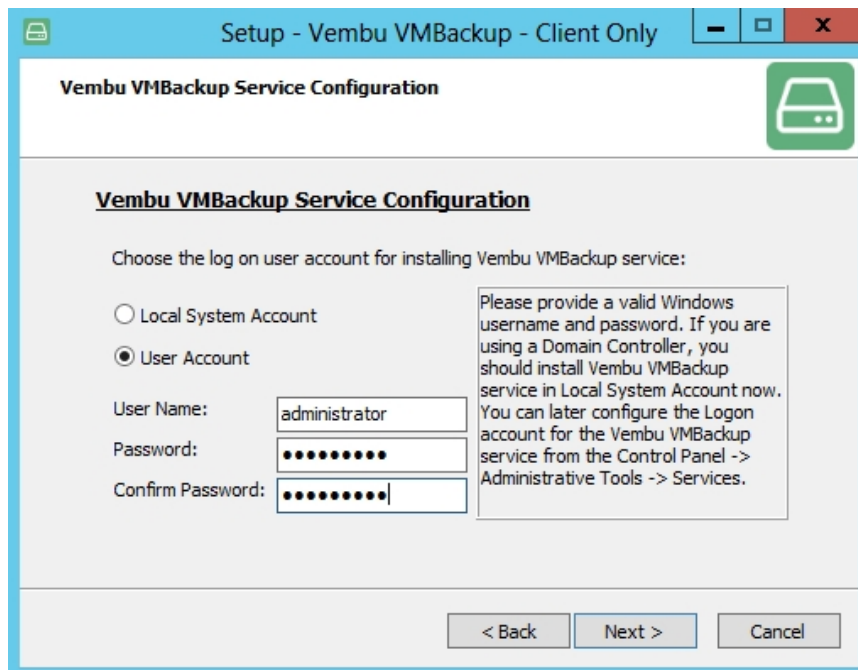 Setup - Vembu VMBackup - Client Only
Vembu VMBackup Service Configuration
Vembu VMBackup Service Configuration
Choose the log on user account for installing Vembu VMBackup service:
Local System Account
User Account
User Name:
administrator
Password:
●●●●●●●●●
Confirm Password:
●●●●●●●●●
Please provide a valid Windows
username and password. If you are
using a Domain Controller, you
should install Vembu VMBackup
service in Local System Account now.
You can later configure the Logon
account for the Vembu VMBackup
service from the Control Panel ->
Administrative Tools -> Services.
< Back
Next >
Cancel